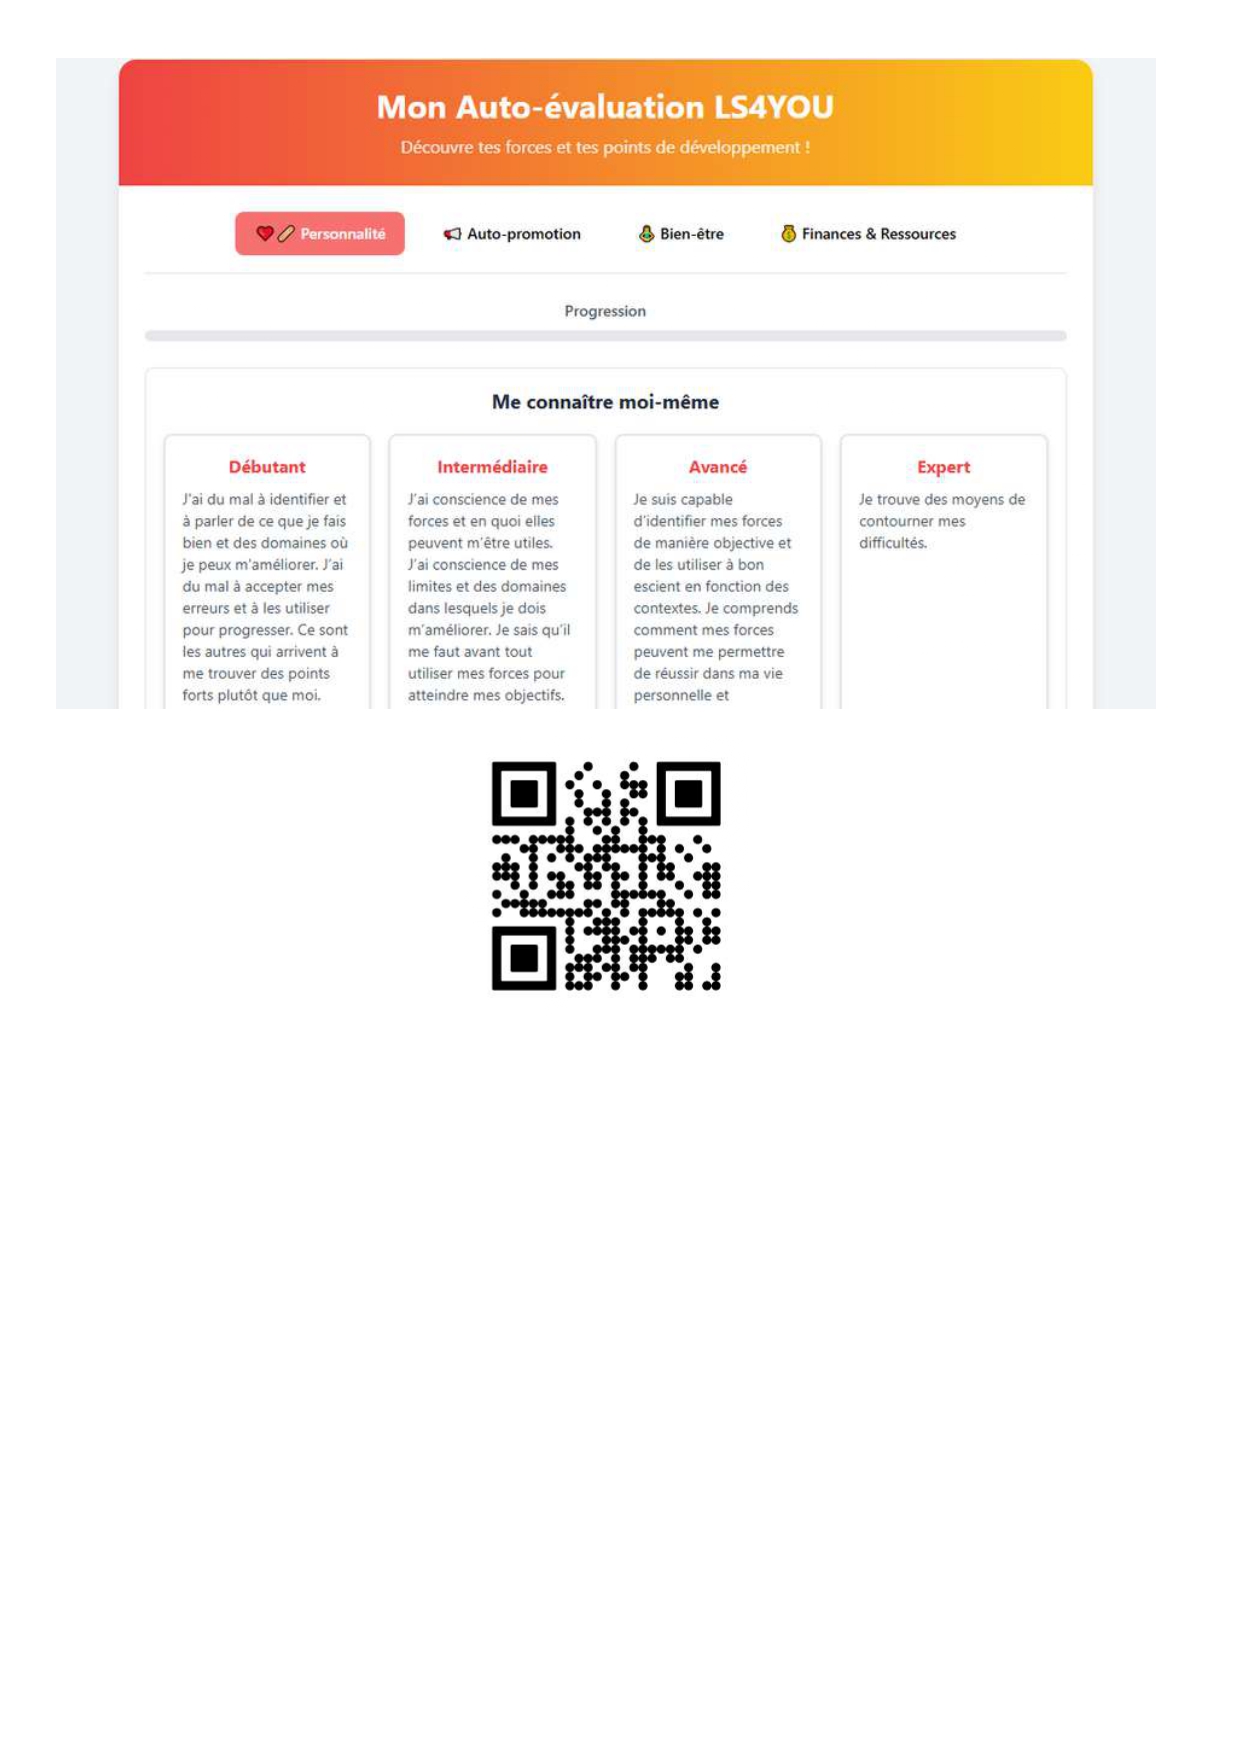 Mon Auto-évaluation LS4YOU
Découvre tes forces et tes points de développement !
Personnalité
Auto-promotion
Bien-être
Finances & Ressources
Progression
Me connaître moi-même
Débutant
J'ai du mal à identifier et
à parler de ce que je fais
bien et des domaines où
je peux m'améliorer. J'ai
du mal à accepter mes
erreurs et à les utiliser
pour progresser. Ce sont
les autres qui arrivent à
me trouver des points
forts plutôt que moi.
Intermédiaire
J'ai conscience de mes
forces et en quoi elles
peuvent m'être utiles.
J'ai conscience de mes
limites et des domaines
dans lesquels je dois
m'améliorer. Je sais qu'il
me faut avant tout
utiliser mes forces pour
atteindre mes objectifs.
Avancé
Je suis capable
d'identifier mes forces
de manière objective et
de les utiliser à bon
escient en fonction des
contextes. Je comprends
comment mes forces
peuvent me permettre
de réussir dans ma vie
personnelle et
Expert
Je trouve des moyens de
contourner mes
difficultés.